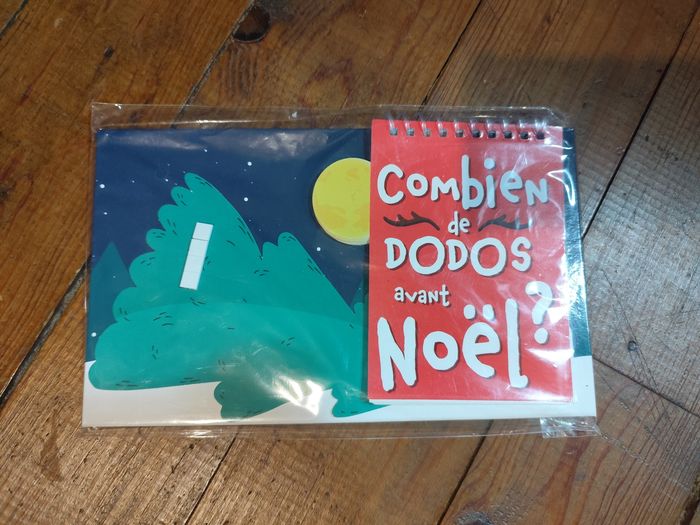 Combien
de
DODOS
avant
Noël?